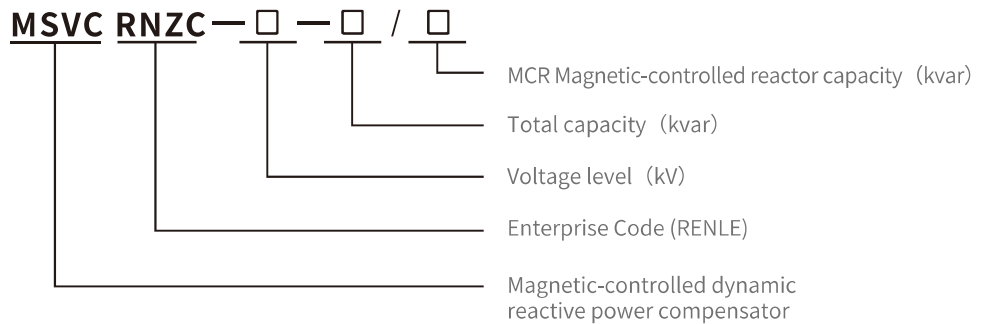 MSVC RNZC—□—□/□
MCR Magnetic-controlled reactor capacity（kvar）
Total capacity（kvar）
Voltage level（kV）
Enterprise Code (RENLE)
Magnetic-controlled dynamic
reactive power compensator